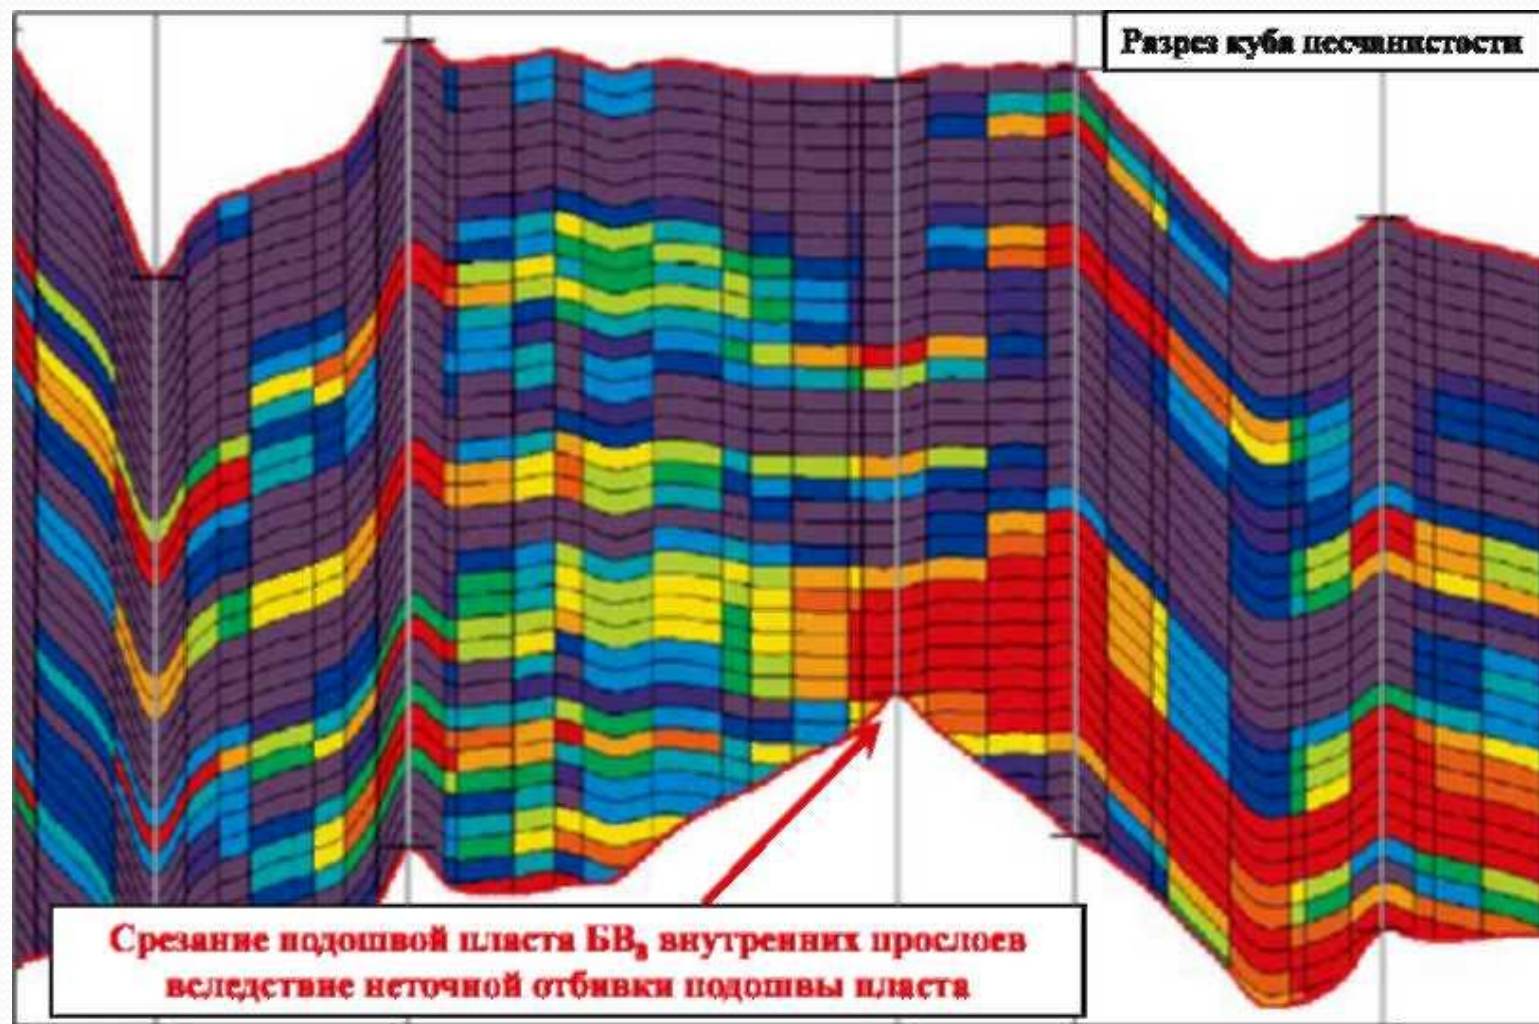 Разрез куба песчанистости
Срезание подошвой пласта БВ₈ внутренних прослоев
вследствие неточной отбивки подошвы пласта